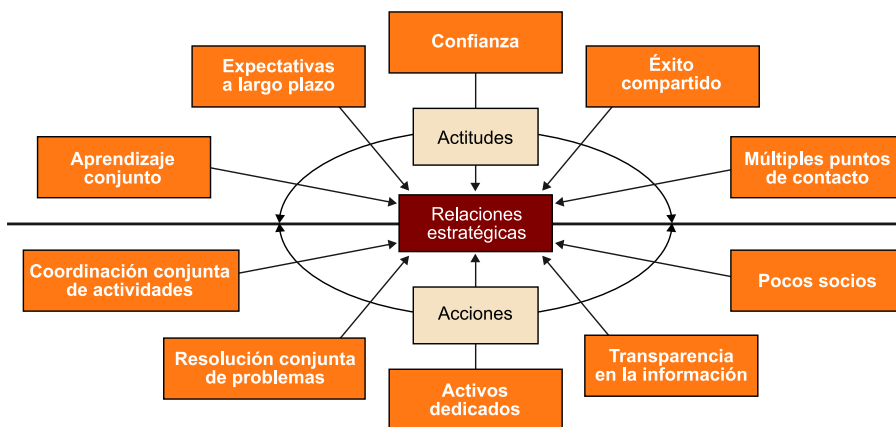 Confianza
Expectativas
a largo plazo
Éxito
compartido
Actitudes
Aprendizaje
conjunto
Múltiples puntos
de contacto
Relaciones
estratégicas
Coordinación conjunta
de actividades
Pocos socios
Acciones
Resolución conjunta
de problemas
Transparencia
en la información
Activos
dedicados